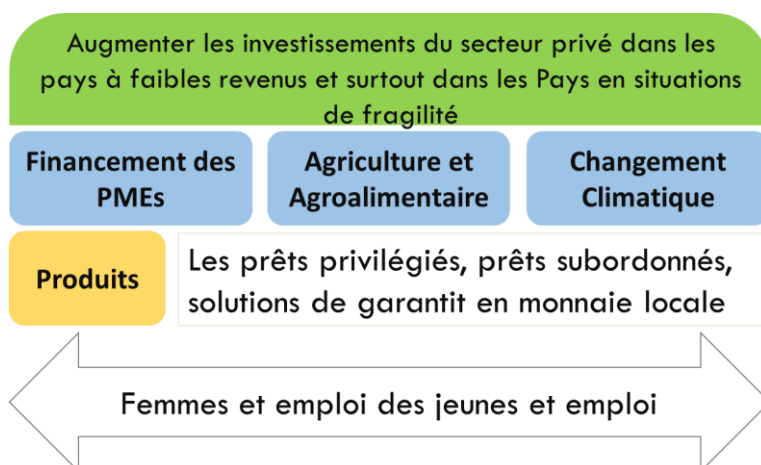 Augmenter les investissements du secteur privé dans les
pays à faibles revenus et surtout dans les Pays en situations
de fragilité
Financement des
PMEs
Agriculture et
Agroalimentaire
Changement
Climatique
Produits
Les prêts privilégiés, prêts subordonnés,
solutions de garantit en monnaie locale
Femmes et emploi des jeunes et emploi